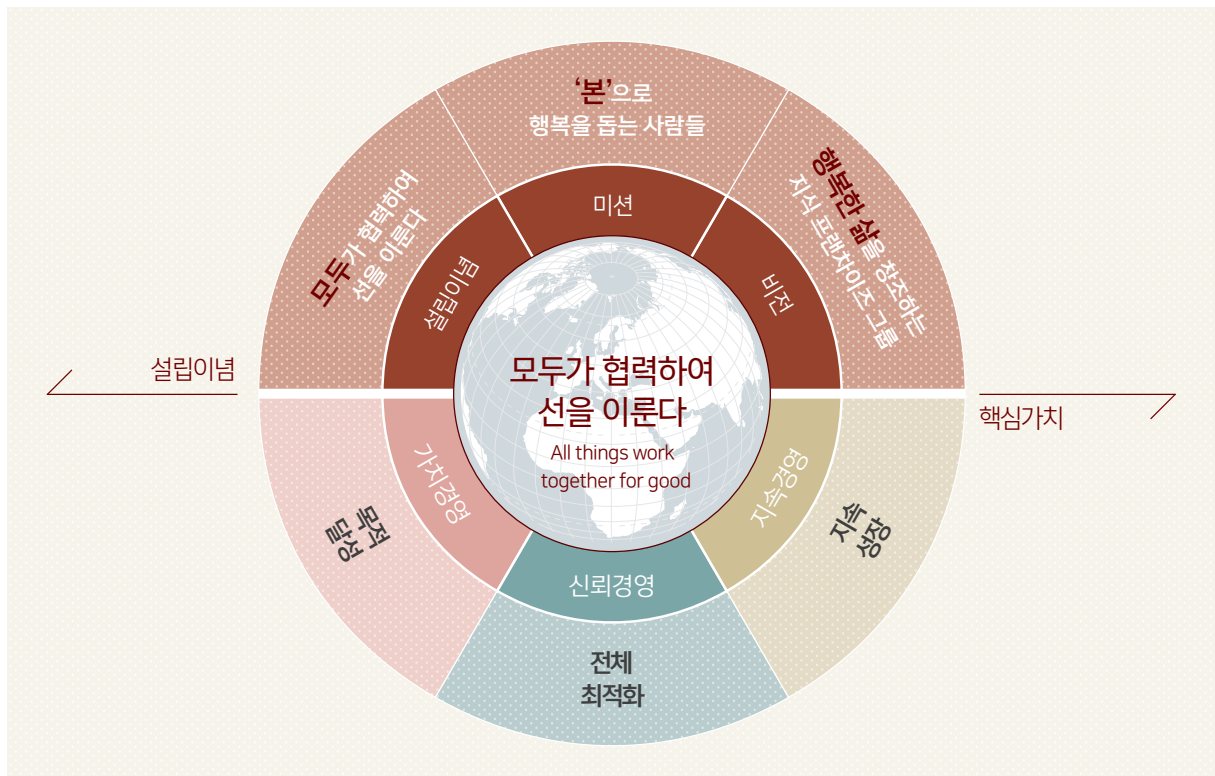 ‘본’으로
행복을 돕는 사람들
모두가 협력하여
선을 이룬다
행복한 삶을 창조하는
지식 프랜차이즈 그룹
미션
설립이념
비전
모두가 협력하여
선을 이룬다
All things work
together for good
설립이념
핵심가치
가치경영
지속경영
신뢰경영
목적
달성
지속
성장
전체
최적화